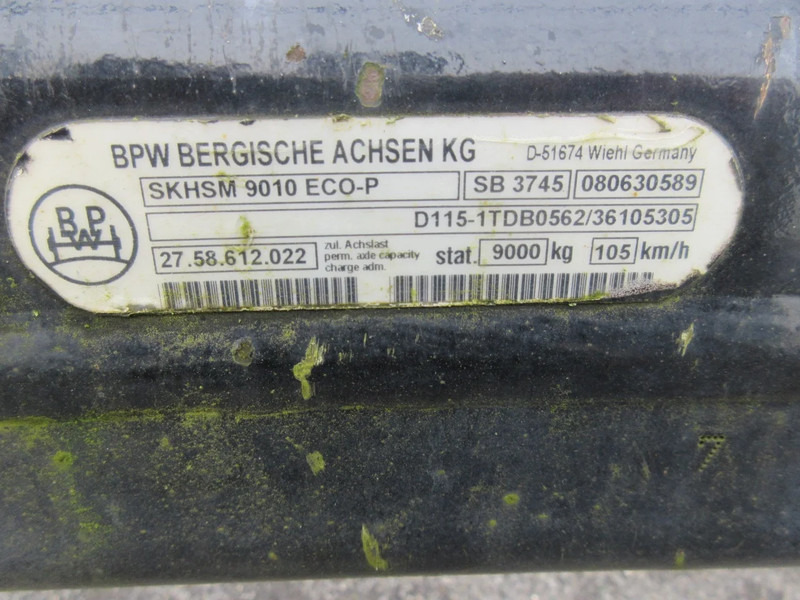 BPW BERGISCHE ACHSEN KG D-51674 Wiehl Germany
SKHSM 9010 ECO-P SB 3745 080630589
BPW
D115-1TDB0562/36105305
27.58.612.022 zul. Achslast stat. 9000 kg 105 km/h
perm. axle capacity
charge adm.
7